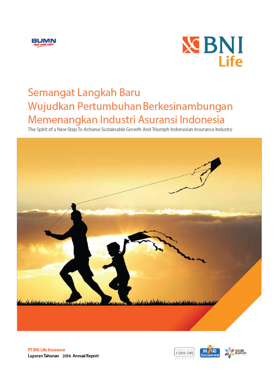 BUMN
BNI
Life
Semangat Langkah Baru
Wujudkan Pertumbuhan Berkesinambungan
Memenangkan Industri Asuransi Indonesia
The Spirit of a New Step To Achieve Sustainable Growth And Triumph Indonesian Insurance Industry
PT BNI Life Insurance
Laporan Tahunan 2016 Annual Report